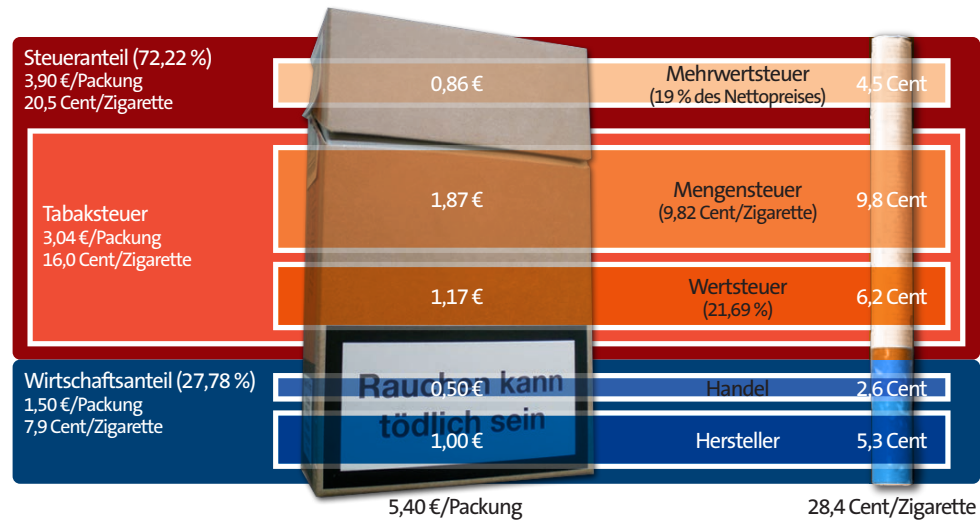 Steueranteil (72,22 %)
3,90 €/Packung
20,5 Cent/Zigarette
0,86 €
Mehrwertsteuer
(19 % des Nettopreises)
4,5 Cent
Tabaksteuer
3,04 €/Packung
16,0 Cent/Zigarette
1,87 €
Mengensteuer
(9,82 Cent/Zigarette)
9,8 Cent
1,17 €
Wertsteuer
(21,69 %)
6,2 Cent
Wirtschaftsanteil (27,78 %)
1,50 €/Packung
7,9 Cent/Zigarette
Rauchen kann
tödlich sein
0,50 €
Handel
2,6 Cent
1,00 €
Hersteller
5,3 Cent
5,40 €/Packung
28,4 Cent/Zigarette